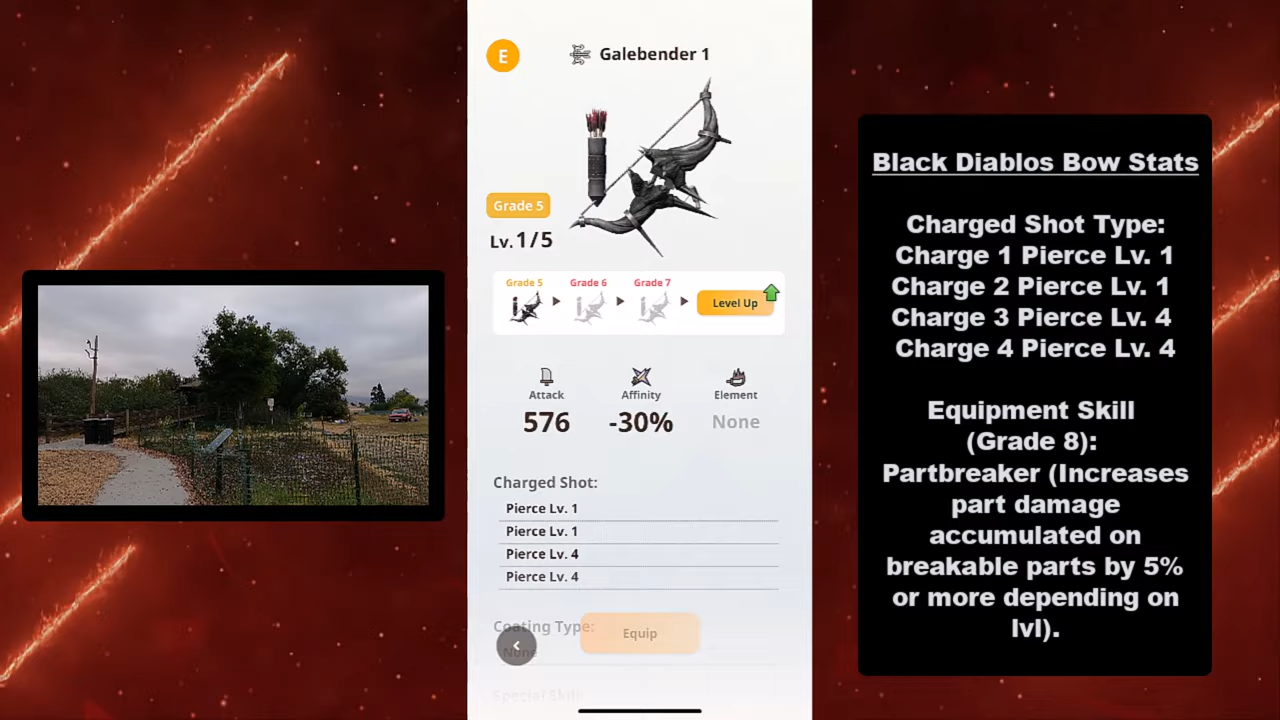 E
Galebender 1
Grade 5
Lv. 1/5
Grade 5
Grade 6
Grade 7
Level Up
Attack
Affinity
Element
576
-30%
None
Charged Shot:
Pierce Lv. 1
Pierce Lv. 1
Pierce Lv. 4
Pierce Lv. 4
Coating Type:
None
Equip
Special Skill
Black Diablos Bow Stats
Charged Shot Type:
Charge 1 Pierce Lv. 1
Charge 2 Pierce Lv. 1
Charge 3 Pierce Lv. 4
Charge 4 Pierce Lv. 4
Equipment Skill
(Grade 8):
Partbreaker (Increases
part damage
accumulated on
breakable parts by 5%
or more depending on
lvl).